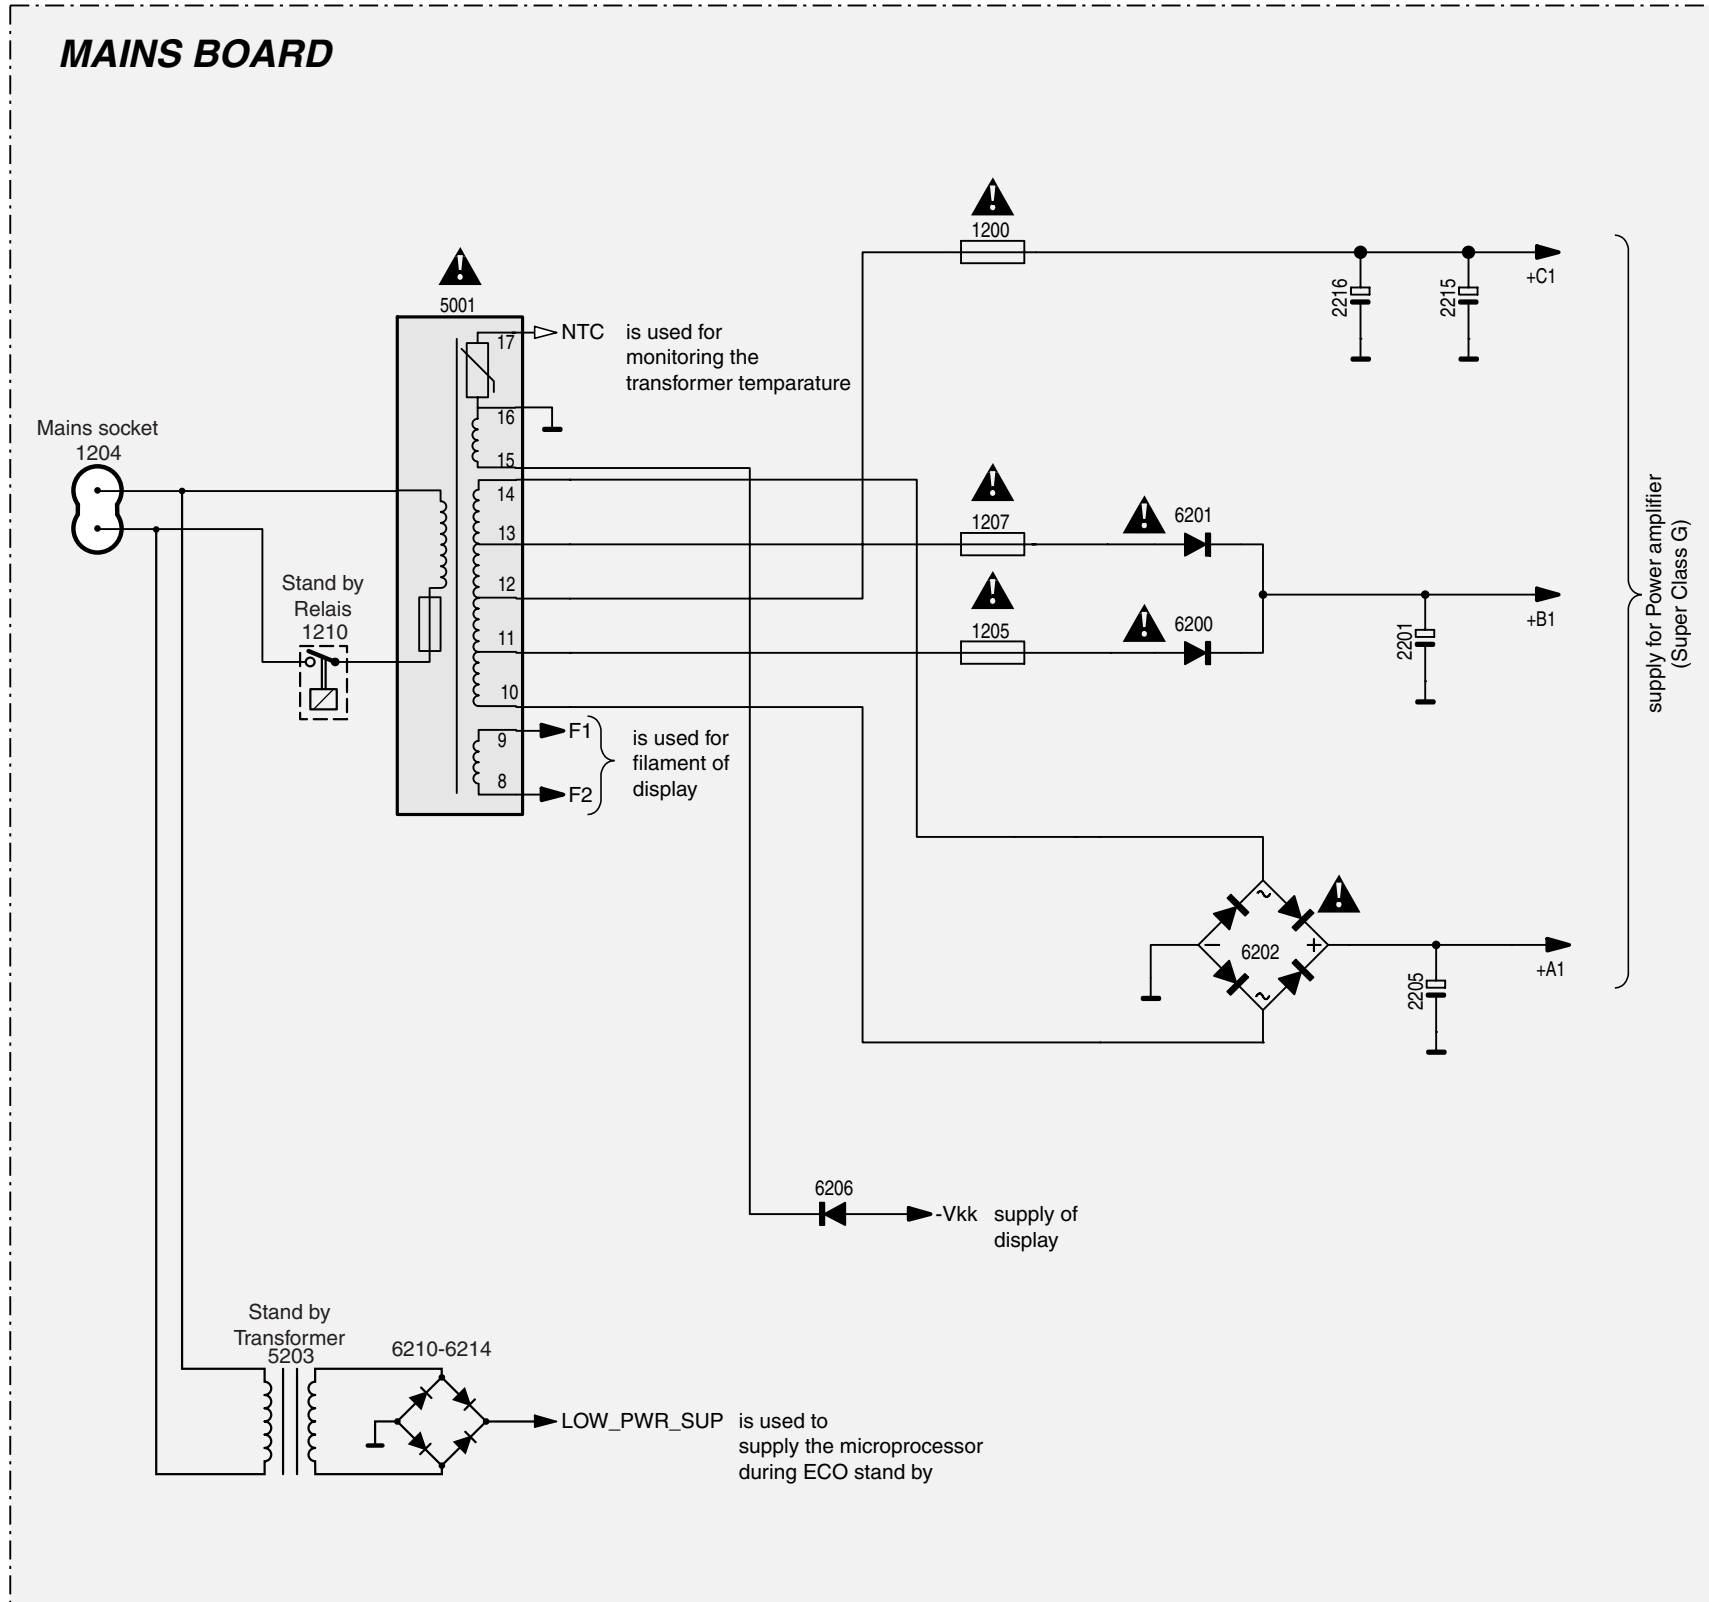 MAINS BOARD
1200
+C1
2216
2215
5001
17
NTC
is used for
monitoring the
transformer temparature
16
15
Mains socket
1204
14
13
12
11
10
9
8
1207
6201
1205
6200
+B1
2201
supply for Power amplifier
(Super Class G)
Stand by
Relais
1210
F1
F2
is used for
filament of
display
~
6202
− +
~
+A1
2205
6206
-Vkk
supply of
display
Stand by
Transformer
5203
6210-6214
LOW_PWR_SUP
is used to
supply the microprocessor
during ECO stand by